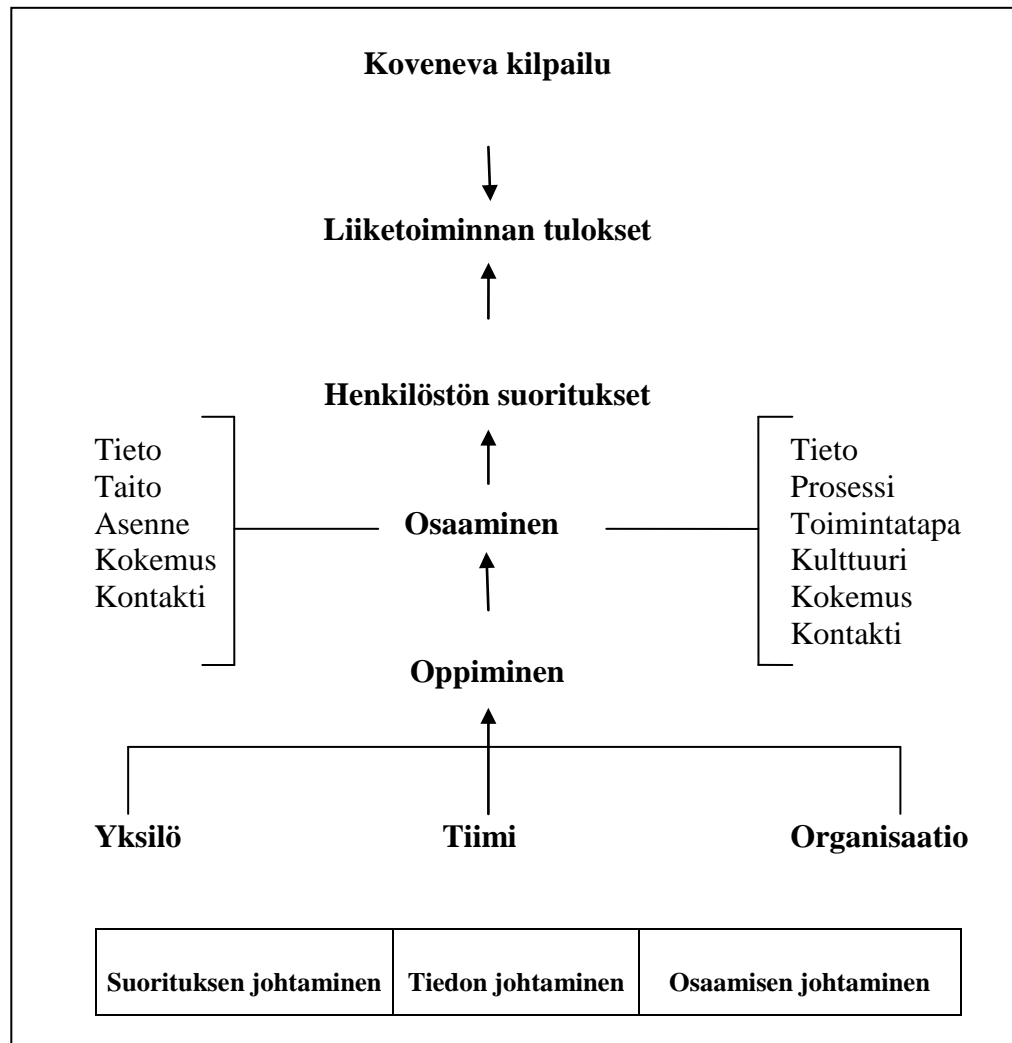 Koveneva kilpailu
Liiketoiminnan tulokset
Henkilöstön suoritukset
Tieto
Taito
Asenne
Kokemus
Kontakti
Osaaminen
Tieto
Prosessi
Toimintatapa
Kulttuuri
Kokemus
Kontakti
Oppiminen
Yksilö
Tiimi
Organisaatio
Suorituksen johtaminen
Tiedon johtaminen
Osaamisen johtaminen